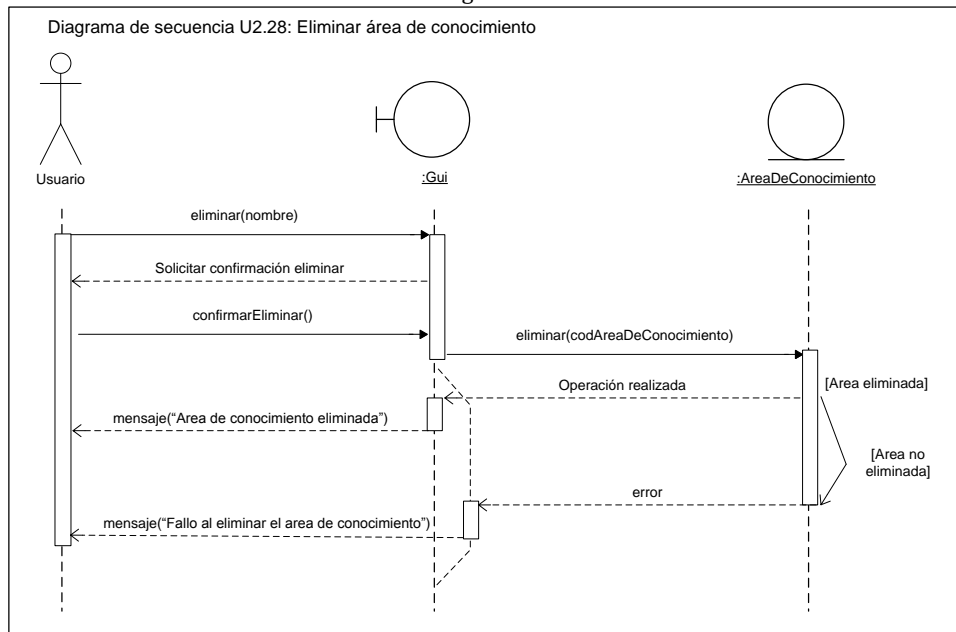 Diagrama de secuencia U2.28: Eliminar área de conocimiento
Usuario
:Gui
:AreaDeConocimiento
eliminar(nombre)
Solicitar confirmación eliminar
confirmarEliminar()
eliminar(codAreaDeConocimiento)
Operación realizada
[Area eliminada]
mensaje(“Area de conocimiento eliminada”)
[Area no
eliminada]
error
mensaje(“Fallo al eliminar el area de conocimiento”)